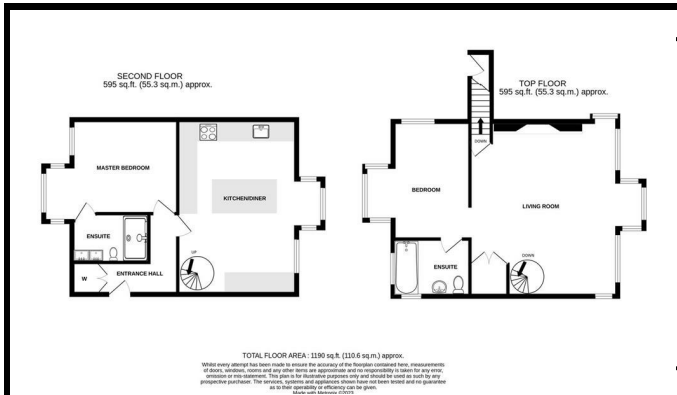 SECOND FLOOR
595 sq.ft. (55.3 sq.m.) approx.
MASTER BEDROOM
KITCHEN/DINER
ENSUITE
UP
W
ENTRANCE HALL
TOP FLOOR
595 sq.ft. (55.3 sq.m.) approx.
DOWN
BEDROOM
LIVING ROOM
ENSUITE
DOWN
TOTAL FLOOR AREA : 1190 sq.ft. (110.6 sq.m.) approx.
Whilst every attempt has been made to ensure the accuracy of the floorplan contained here, measurements
of doors, windows, rooms and any other items are approximate and no responsibility is taken for any error,
omission or mis-statement. This plan is for illustrative purposes only and should be used as such by any
prospective purchaser. The services, systems and appliances shown have not been tested and no guarantee
as to their operability or efficiency can be given.
Made with Metropix ©2023